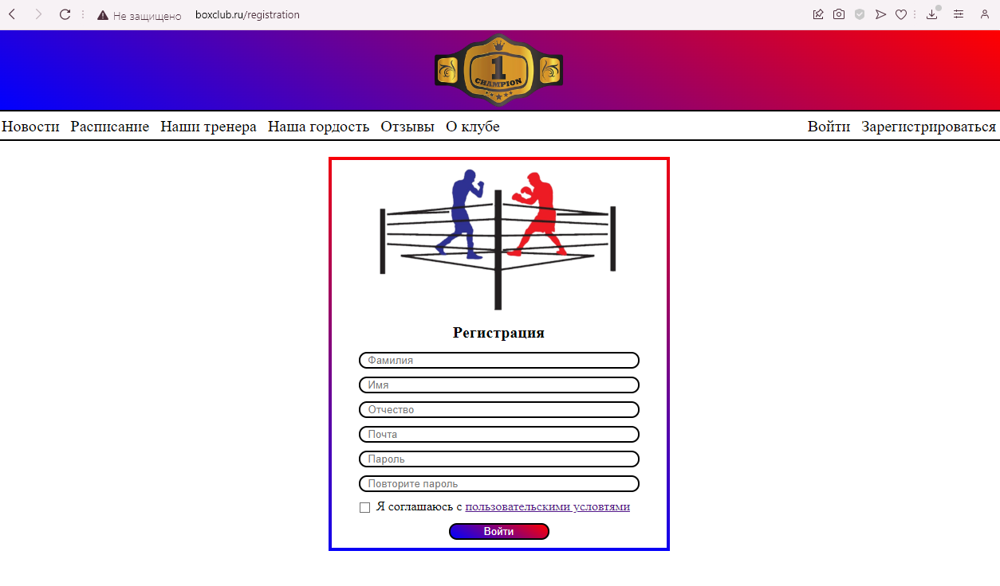 Не защищено boxclub.ru/registration
1
CHAMPION
Новости Расписание Наши тренера Наша гордость Отзывы О клубе Войти Зарегистрироваться
Регистрация
Фамилия
Имя
Отчество
Почта
Пароль
Повторите пароль
Я соглашаюсь с пользовательскими условтями
Войти